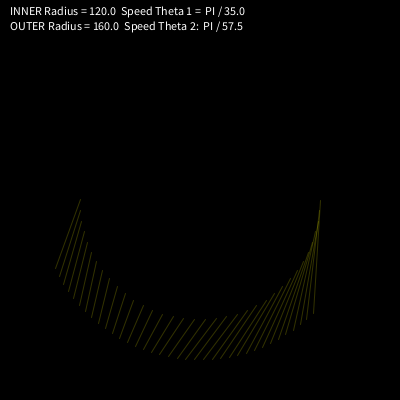 INNER Radius = 120.0  Speed Theta 1 =  PI / 35.0
OUTER Radius = 160.0  Speed Theta 2:  PI / 57.5